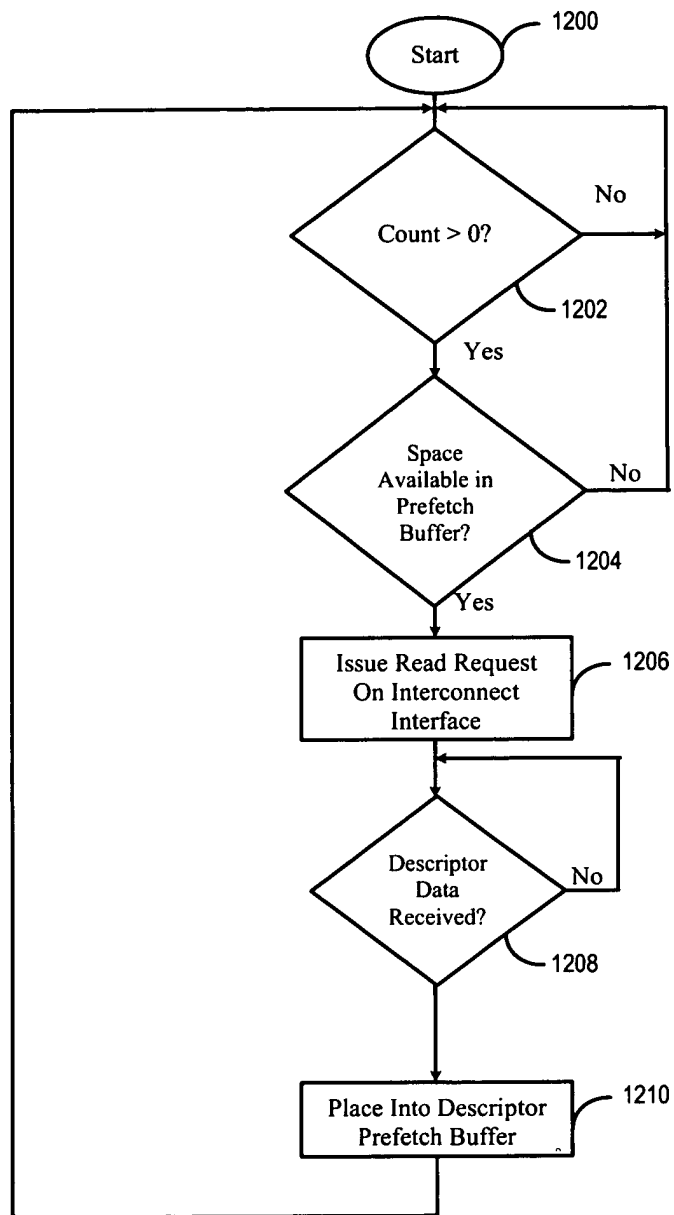 1200
Start
Count > 0?
No
1202
Yes
Space
Available in
Prefetch
Buffer?
No
1204
Yes
Issue Read Request
On Interconnect
Interface
1206
Descriptor
Data
Received?
No
1208
Place Into Descriptor
Prefetch Buffer
1210